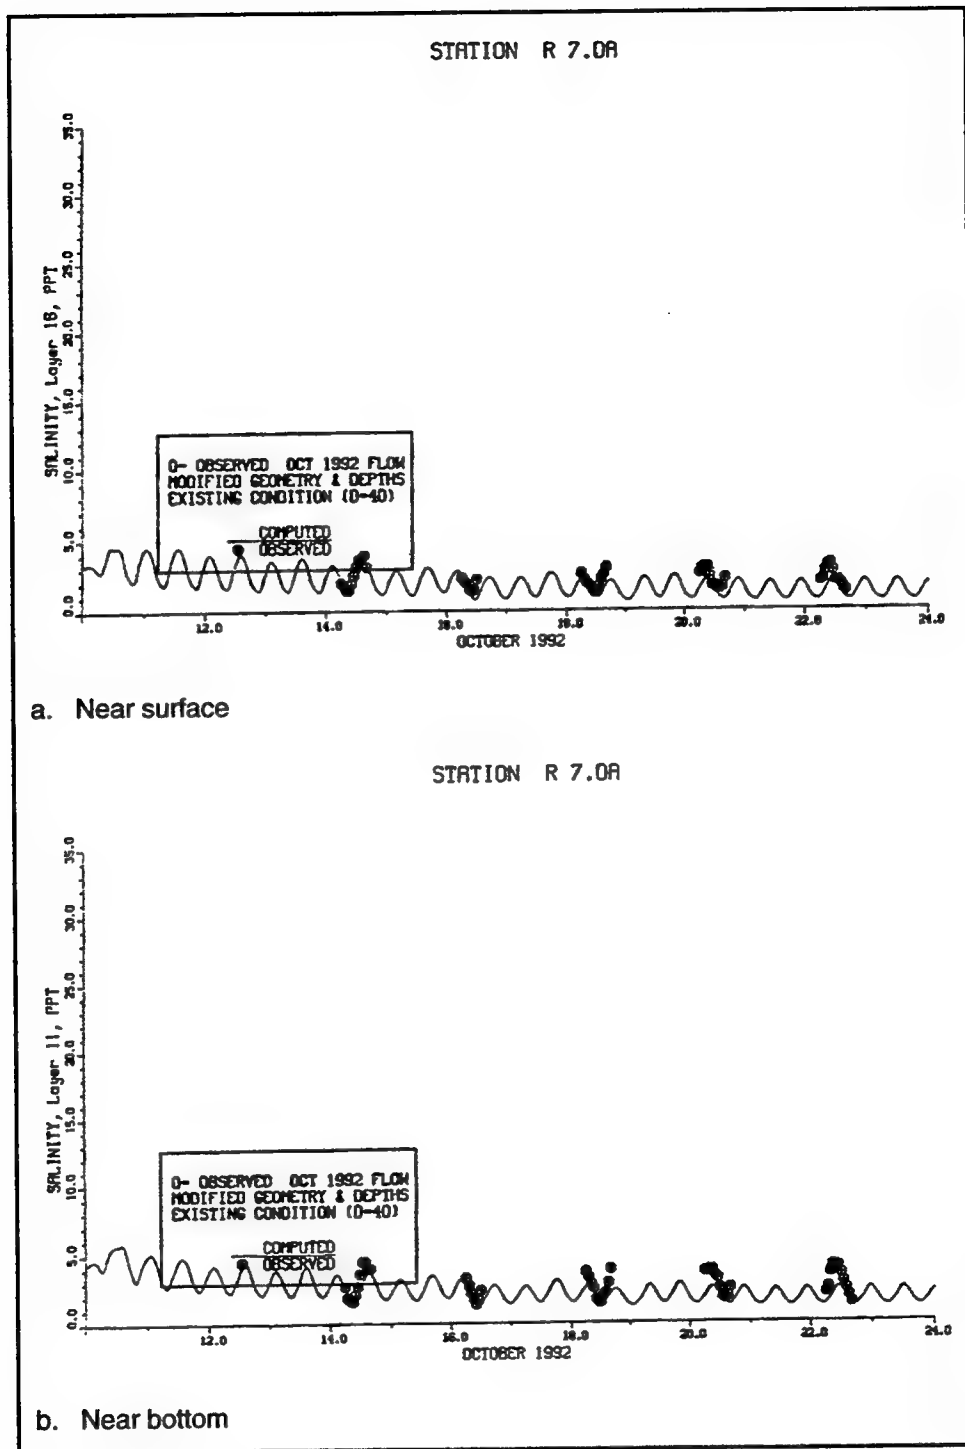 STATION R 7.0A
SALINITY, Layer 16, PPT
35.0
30.0
25.0
20.0
15.0
10.0
5.0
0.0
O- OBSERVED OCT 1992 FLOW
MODIFIED GEOMETRY & DEPTHS
EXISTING CONDITION (O-40)
COMPUTED
OBSERVED
12.0 14.0 16.0 18.0 20.0 22.0 24.0
OCTOBER 1992
a. Near surface
STATION R 7.0A
SALINITY, Layer 11, PPT
35.0
30.0
25.0
20.0
15.0
10.0
5.0
0.0
O- OBSERVED OCT 1992 FLOW
MODIFIED GEOMETRY & DEPTHS
EXISTING CONDITION (O-40)
COMPUTED
OBSERVED
12.0 14.0 16.0 18.0 20.0 22.0 24.0
OCTOBER 1992
b. Near bottom